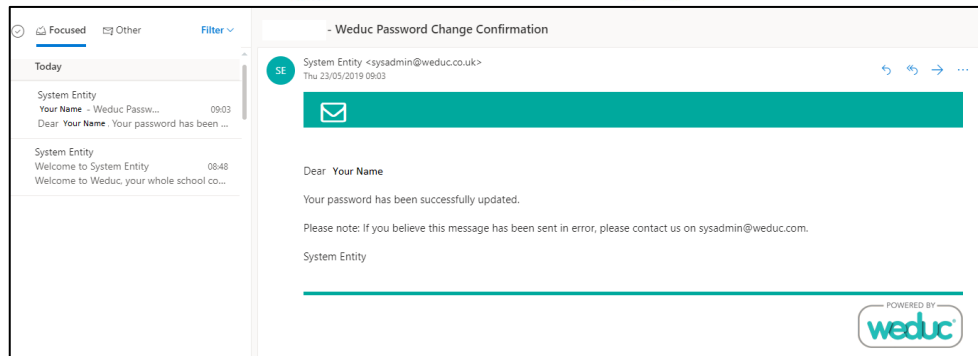 Focused
Other
Filter
Today
System Entity
Your Name - Weduc Passw... 09:03
Dear Your Name. Your password has been ...
System Entity
Welcome to System Entity 08:48
Welcome to Weduc, your whole school co...
- Weduc Password Change Confirmation
SE
System Entity <sysadmin@weduc.co.uk>
Thu 23/05/2019 09:03
Dear Your Name
Your password has been successfully updated.
Please note: If you believe this message has been sent in error, please contact us on sysadmin@weduc.com.
System Entity
POWERED BY
weduc